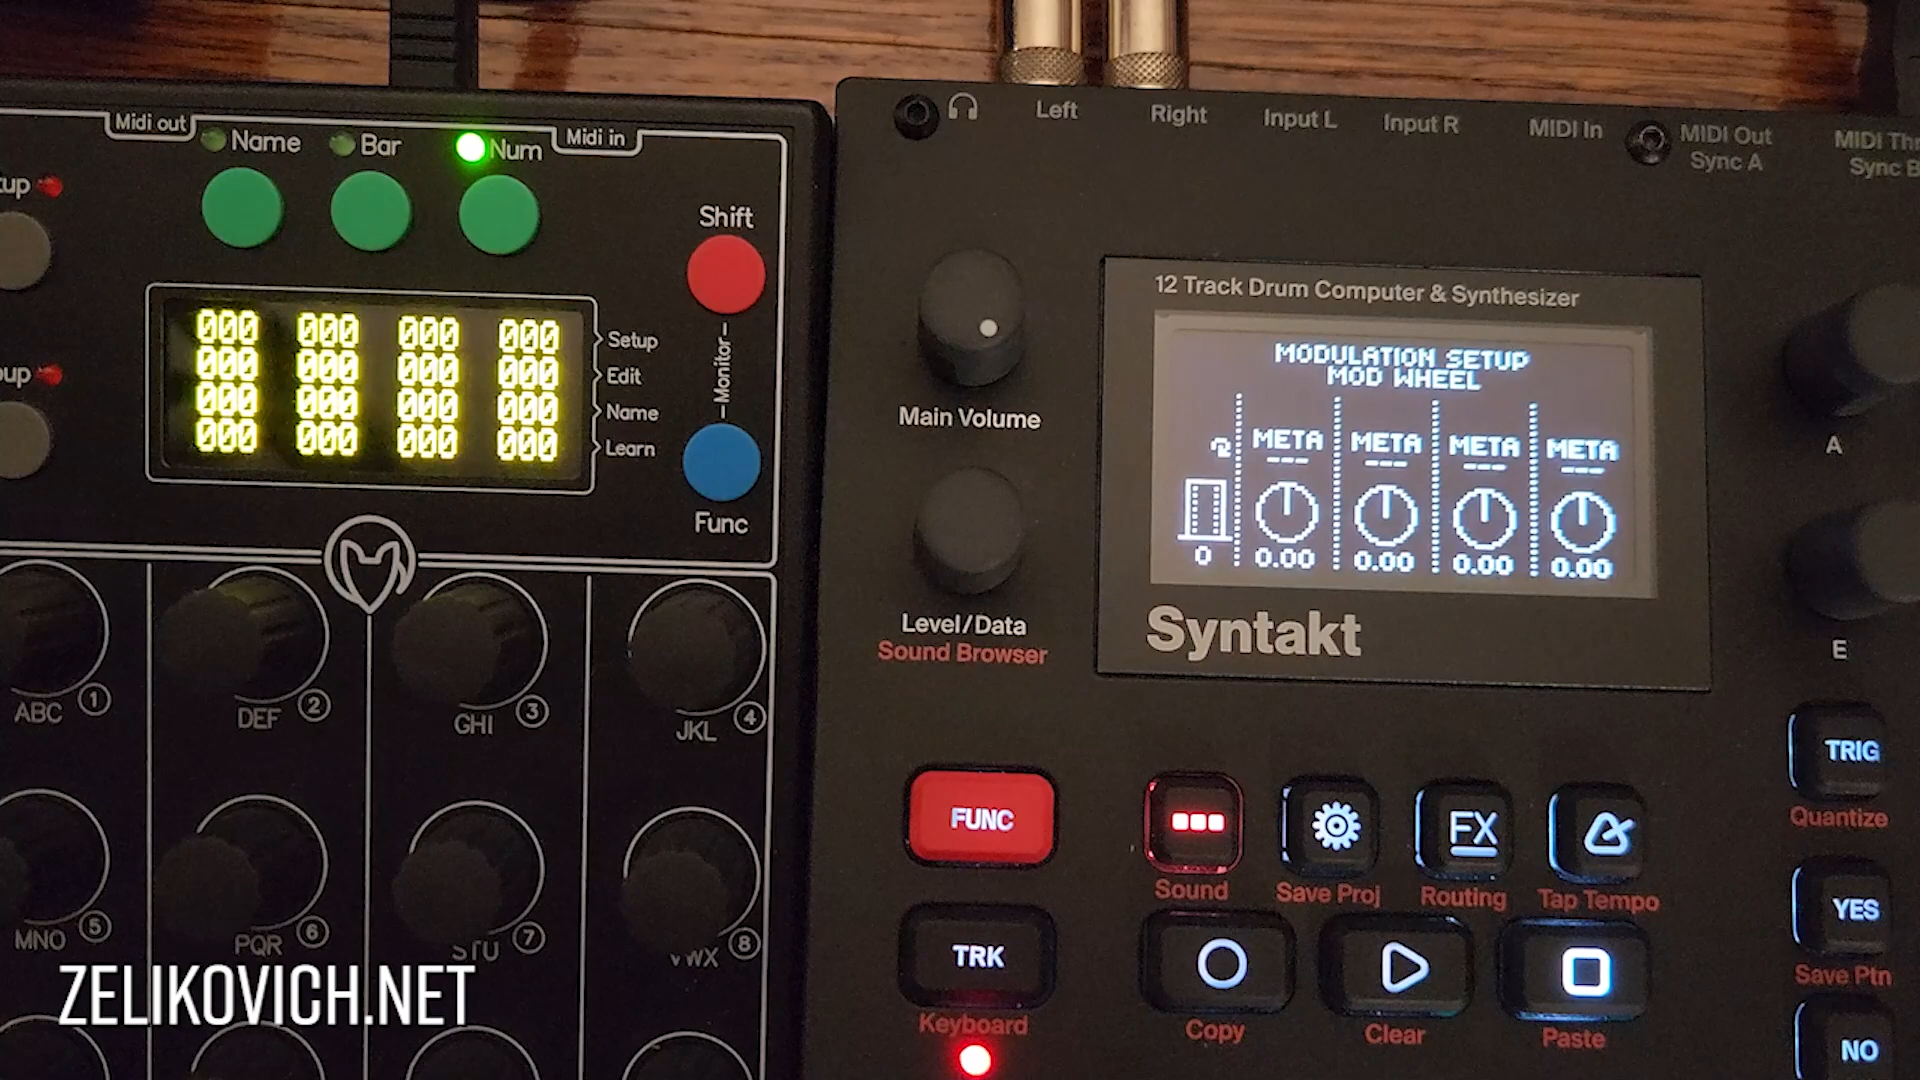 Midi out
Name
Bar
Num
Midi in
Shift
000 000 000 000
000 000 000 000
000 000 000 000
000 000 000 000
Setup
Edit
Name
Learn
Monitor
Func
ABC 1
DEF 2
GHI 3
JKL 4
MNO 5
PQR 6
STU 7
VWX 8
ZELIKOVICH.NET
Left
Right
Input L
Input R
MIDI In
MIDI Out
Sync A
Main Volume
Level/Data
Sound Browser
12 Track Drum Computer & Synthesizer
MODULATION SETUP
MOD WHEEL
META META META META
--- --- --- ---
0 0.00 0.00 0.00 0.00
Syntakt
A
E
FUNC
FX
Sound
Save Proj
Routing
Tap Tempo
TRK
Keyboard
Copy
Clear
Paste
TRIG
Quantize
YES
Save Ptn
NO